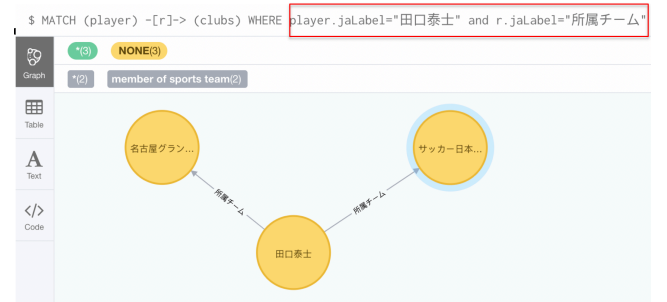 $ MATCH (player) -[r]-> (clubs) WHERE player.jaLabel="田口泰士" and r.jaLabel="所属チーム"
*(3) NONE(3)
Graph
*(2) member of sports team(2)
Table
名古屋グラン...
サッカー日本...
A
Text
所属チーム
所属チーム
</>
Code
田口泰士